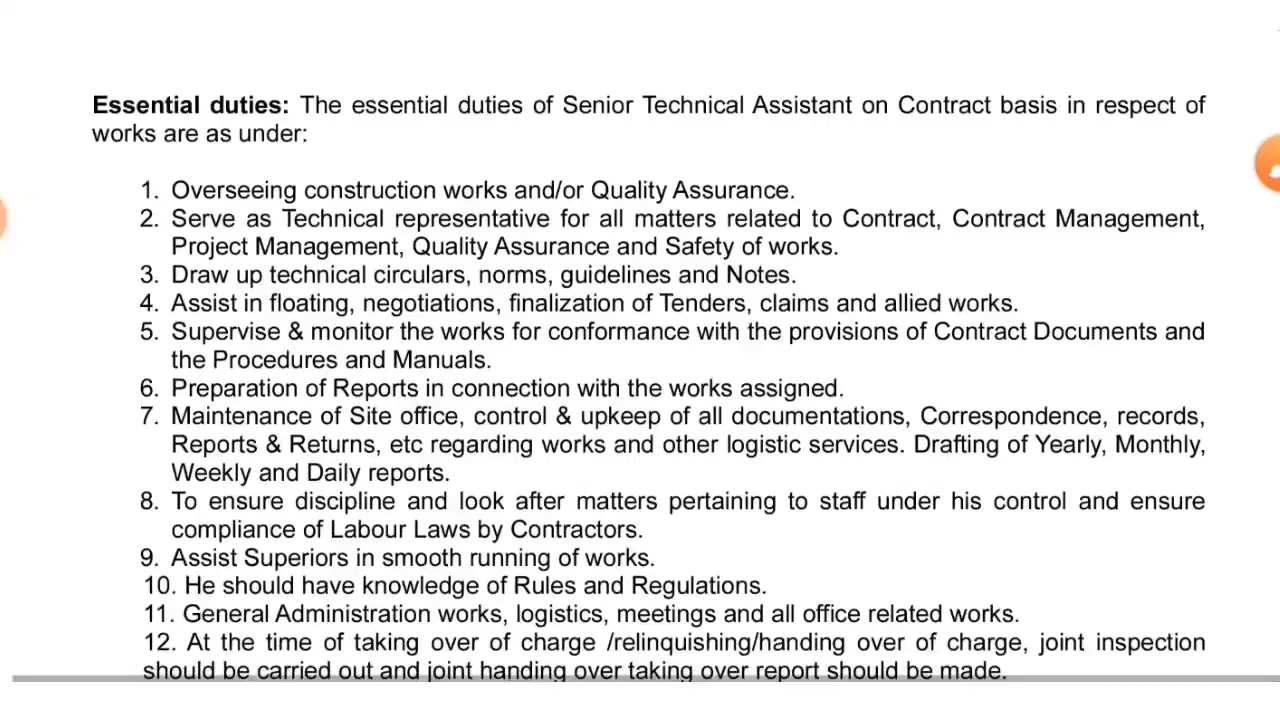 Essential duties: The essential duties of Senior Technical Assistant on Contract basis in respect of
works are as under:
1. Overseeing construction works and/or Quality Assurance.
2. Serve as Technical representative for all matters related to Contract, Contract Management,
Project Management, Quality Assurance and Safety of works.
3. Draw up technical circulars, norms, guidelines and Notes.
4. Assist in floating, negotiations, finalization of Tenders, claims and allied works.
5. Supervise & monitor the works for conformance with the provisions of Contract Documents and
the Procedures and Manuals.
6. Preparation of Reports in connection with the works assigned.
7. Maintenance of Site office, control & upkeep of all documentations, Correspondence, records,
Reports & Returns, etc regarding works and other logistic services. Drafting of Yearly, Monthly,
Weekly and Daily reports.
8. To ensure discipline and look after matters pertaining to staff under his control and ensure
compliance of Labour Laws by Contractors.
9. Assist Superiors in smooth running of works.
10. He should have knowledge of Rules and Regulations.
11. General Administration works, logistics, meetings and all office related works.
12. At the time of taking over of charge /relinquishing/handing over of charge, joint inspection
should be carried out and joint handing over taking over report should be made.